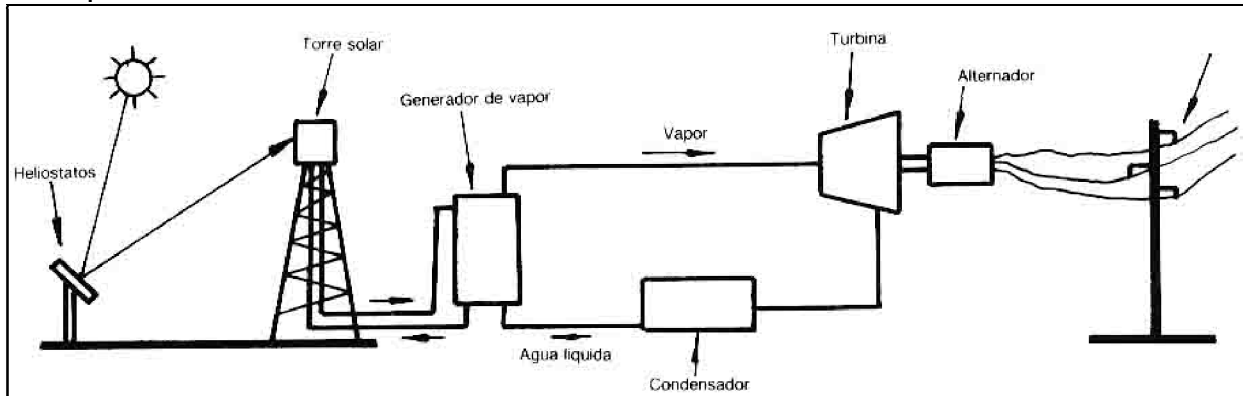 Torre solar
Turbina
Alternador
Generador de vapor
Vapor
Heliostatos
Agua liquida
Condensador